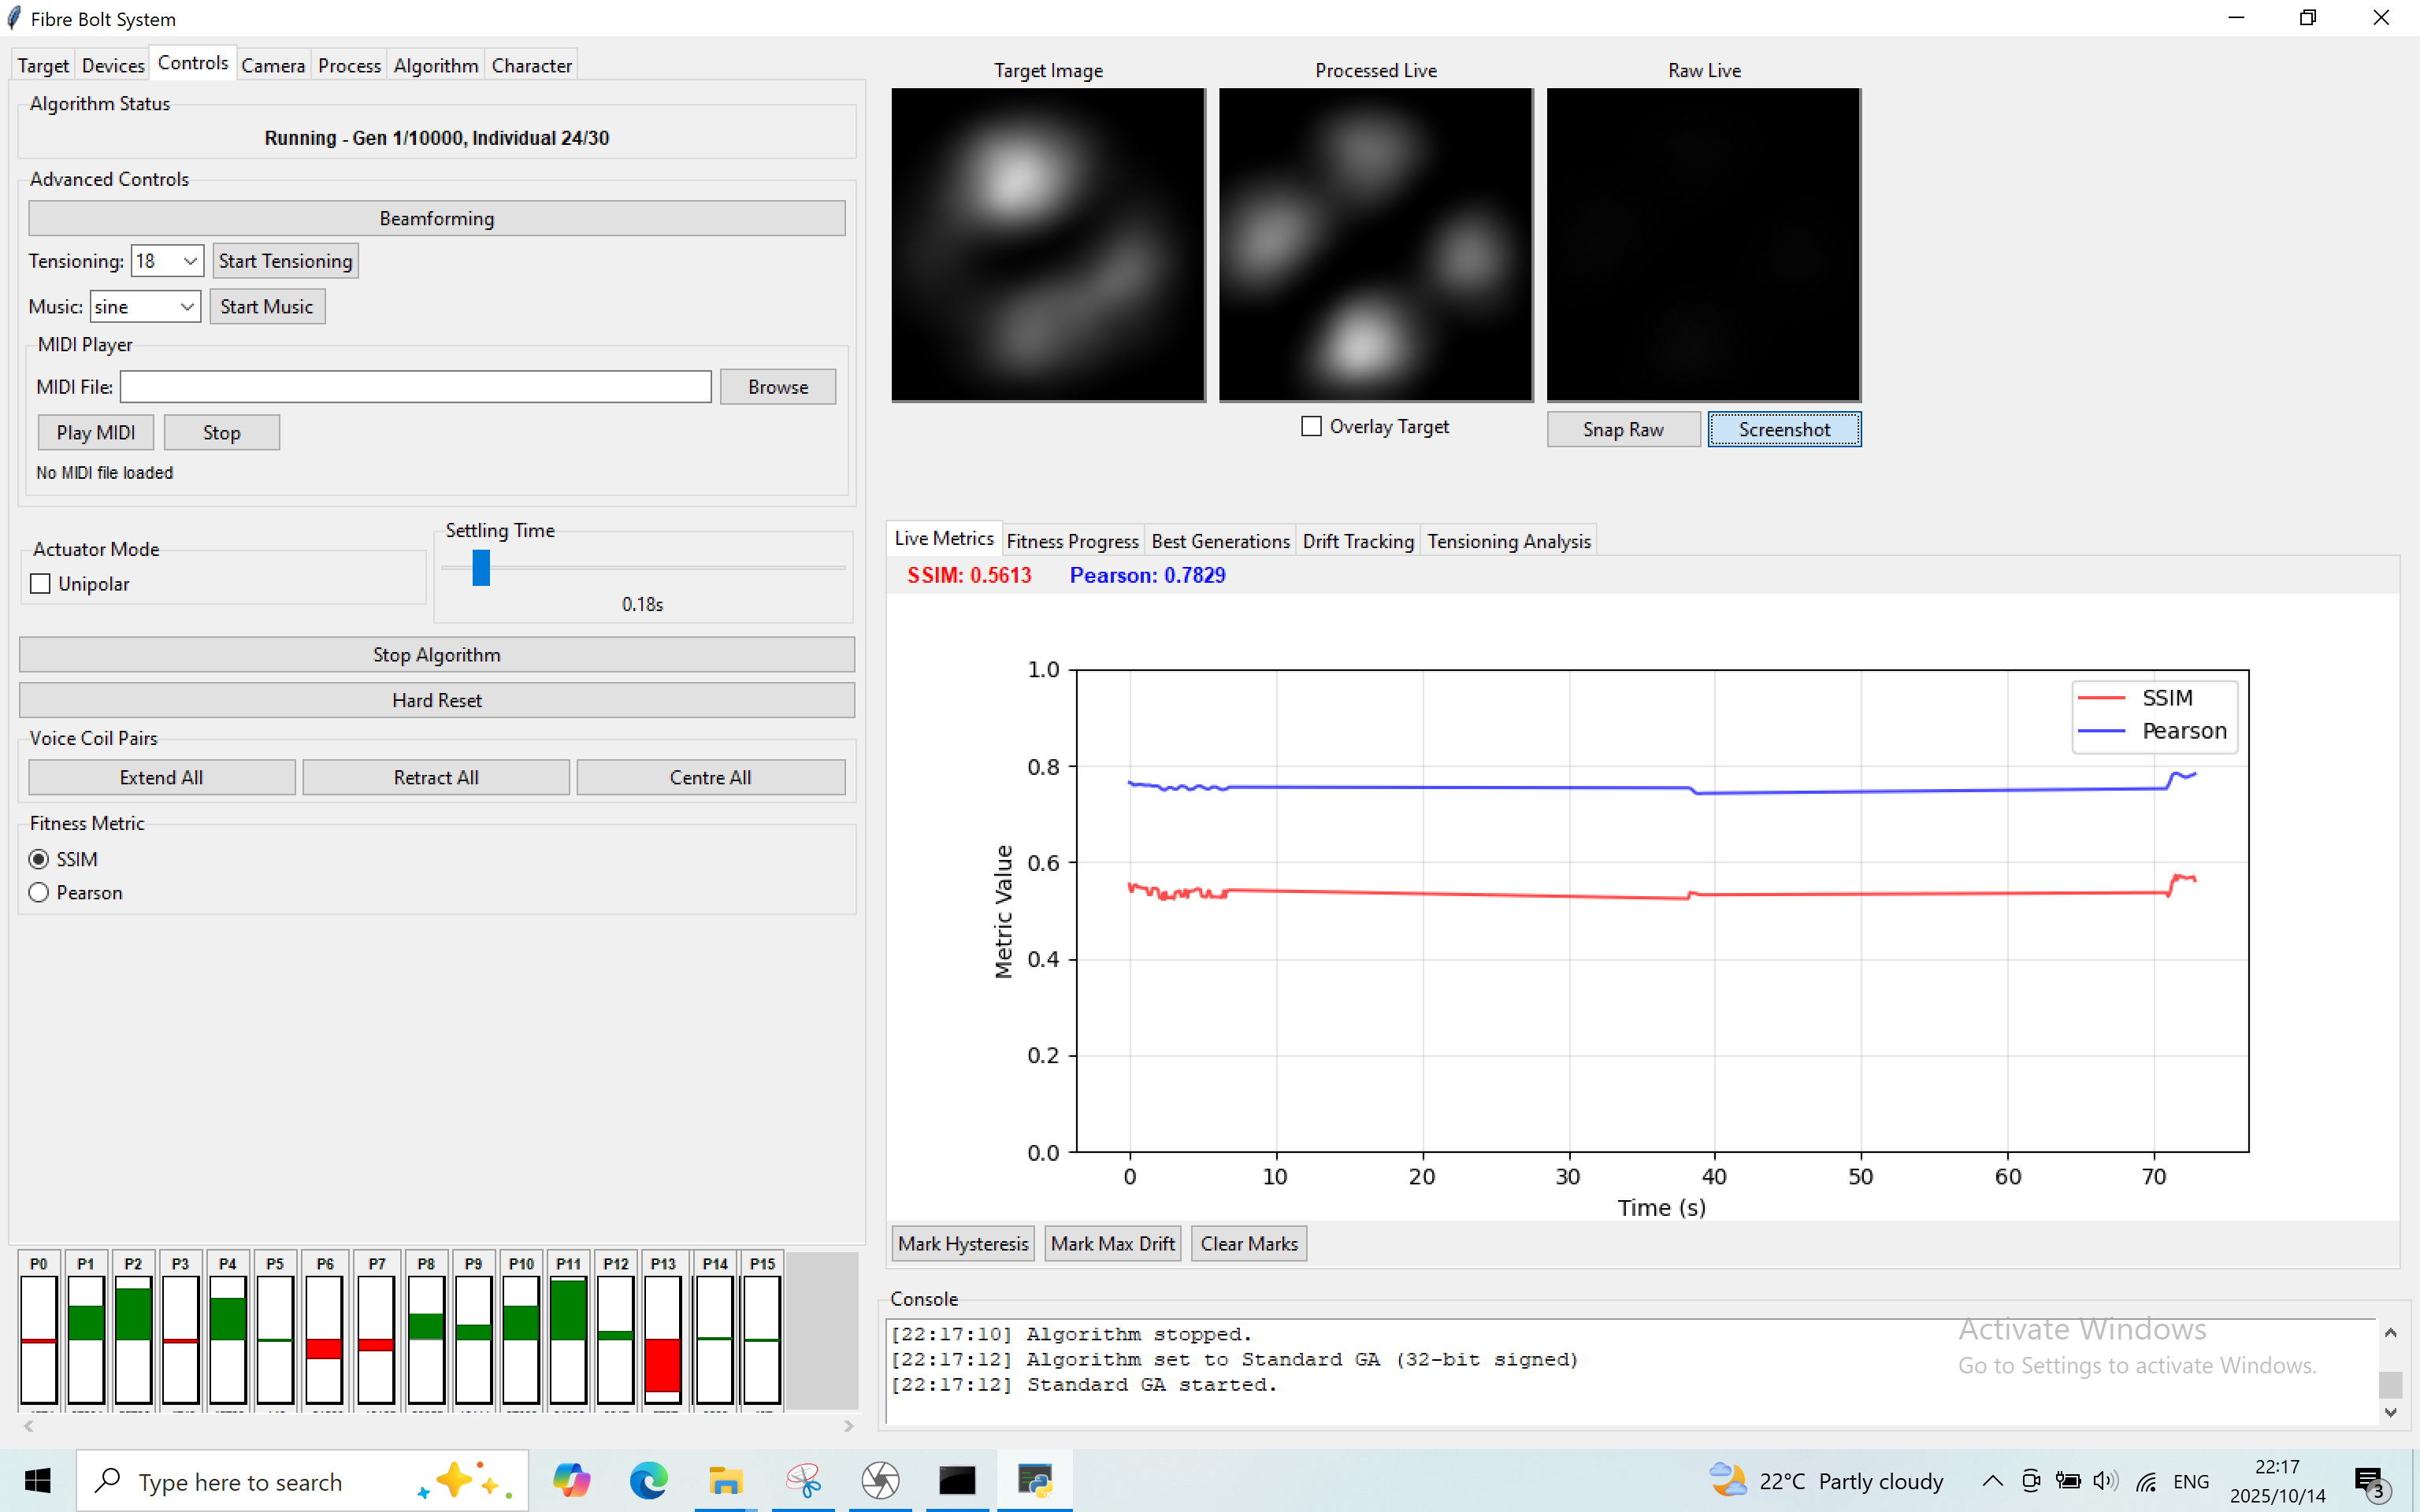 Fibre Bolt System
Target Devices Controls Camera Process Algorithm Character
Algorithm Status
Running - Gen 1/10000, Individual 24/30
Advanced Controls
Beamforming
Tensioning: 18 Start Tensioning
Music: sine Start Music
MIDI Player
MIDI File: Browse
Play MIDI Stop
No MIDI file loaded
Actuator Mode
Unipolar
Settling Time
0.18s
Stop Algorithm
Hard Reset
Voice Coil Pairs
Extend All Retract All Centre All
Fitness Metric
SSIM
Pearson
P0 P1 P2 P3 P4 P5 P6 P7 P8 P9 P10 P11 P12 P13 P14 P15
Target Image Processed Live Raw Live
Overlay Target Snap Raw Screenshot
Live Metrics Fitness Progress Best Generations Drift Tracking Tensioning Analysis
SSIM: 0.5613 Pearson: 0.7829
1.0
0.8
0.6
0.4
0.2
0.0
Metric Value
SSIM
Pearson
0 10 20 30 40 50 60 70
Time (s)
Mark Hysteresis Mark Max Drift Clear Marks
Console
[22:17:10] Algorithm stopped.
[22:17:12] Algorithm set to Standard GA (32-bit signed)
[22:17:12] Standard GA started.
Activate Windows
Go to Settings to activate Windows.
Type here to search
22°C Partly cloudy
ENG
22:17
2025/10/14
3